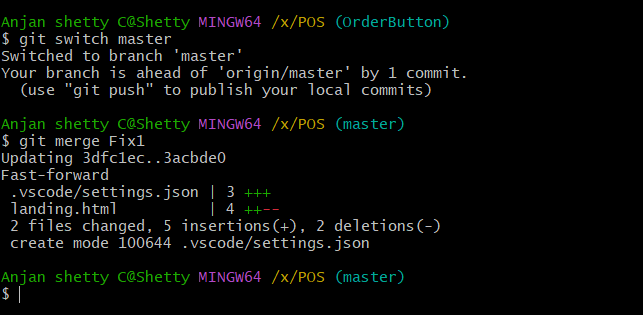 Anjan shetty C@Shetty MINGW64 /x/POS (OrderButton)
$ git switch master
Switched to branch 'master'
Your branch is ahead of 'origin/master' by 1 commit.
  (use "git push" to publish your local commits)
Anjan shetty C@Shetty MINGW64 /x/POS (master)
$ git merge Fix1
Updating 3dfc1ec..3acbde0
Fast-forward
 .vscode/settings.json | 3 +++
 landing.html          | 4 ++--
 2 files changed, 5 insertions(+), 2 deletions(-)
 create mode 100644 .vscode/settings.json
Anjan shetty C@Shetty MINGW64 /x/POS (master)
$